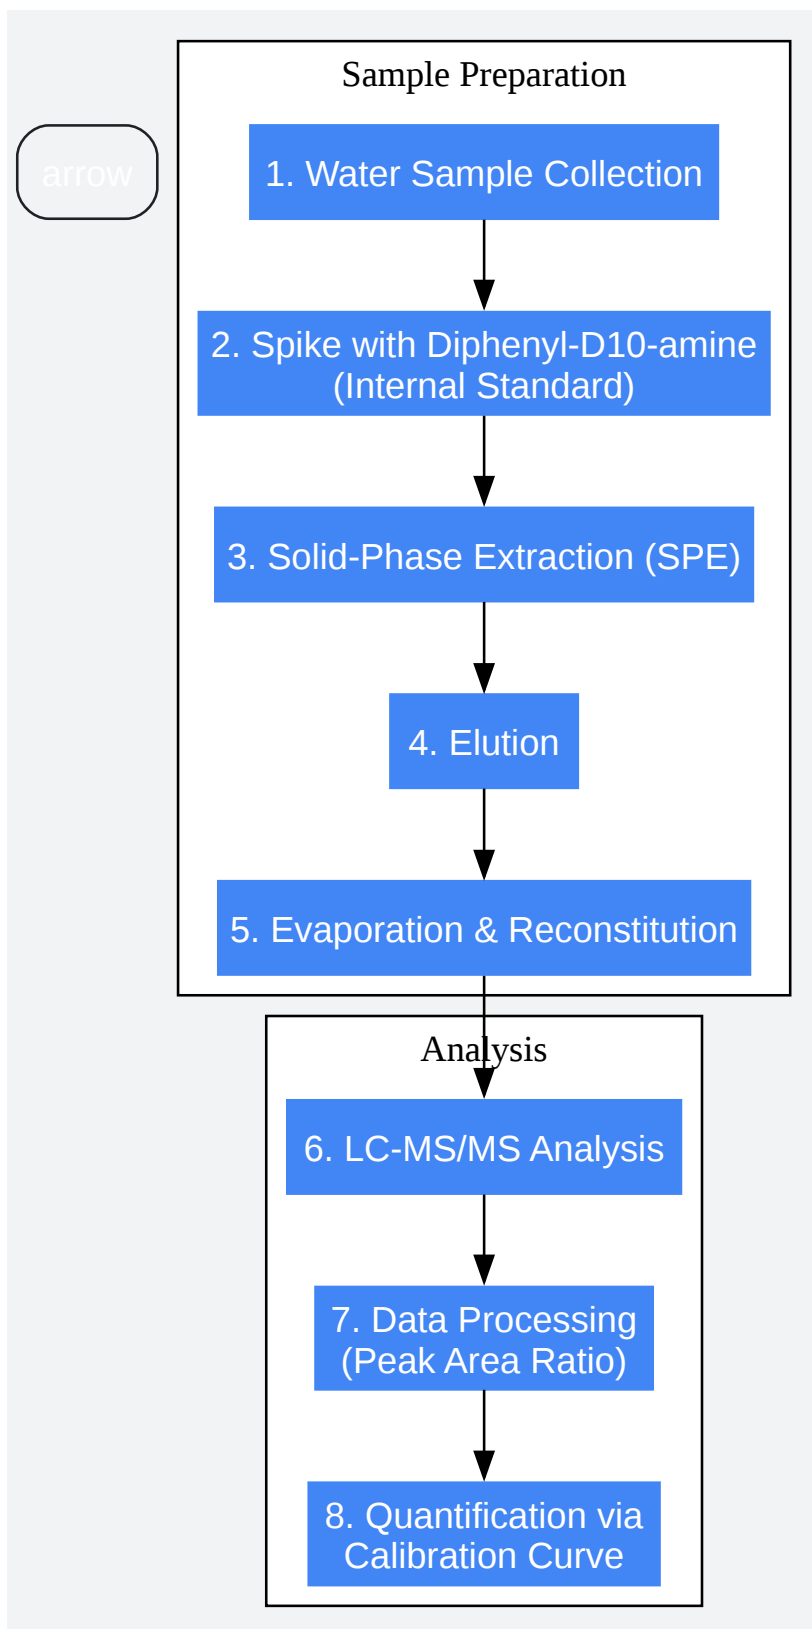 Sample Preparation
arrow
1. Water Sample Collection
2. Spike with Diphenyl-D10-amine
(Internal Standard)
3. Solid-Phase Extraction (SPE)
4. Elution
5. Evaporation & Reconstitution
Analysis
6. LC-MS/MS Analysis
7. Data Processing
(Peak Area Ratio)
8. Quantification via
Calibration Curve